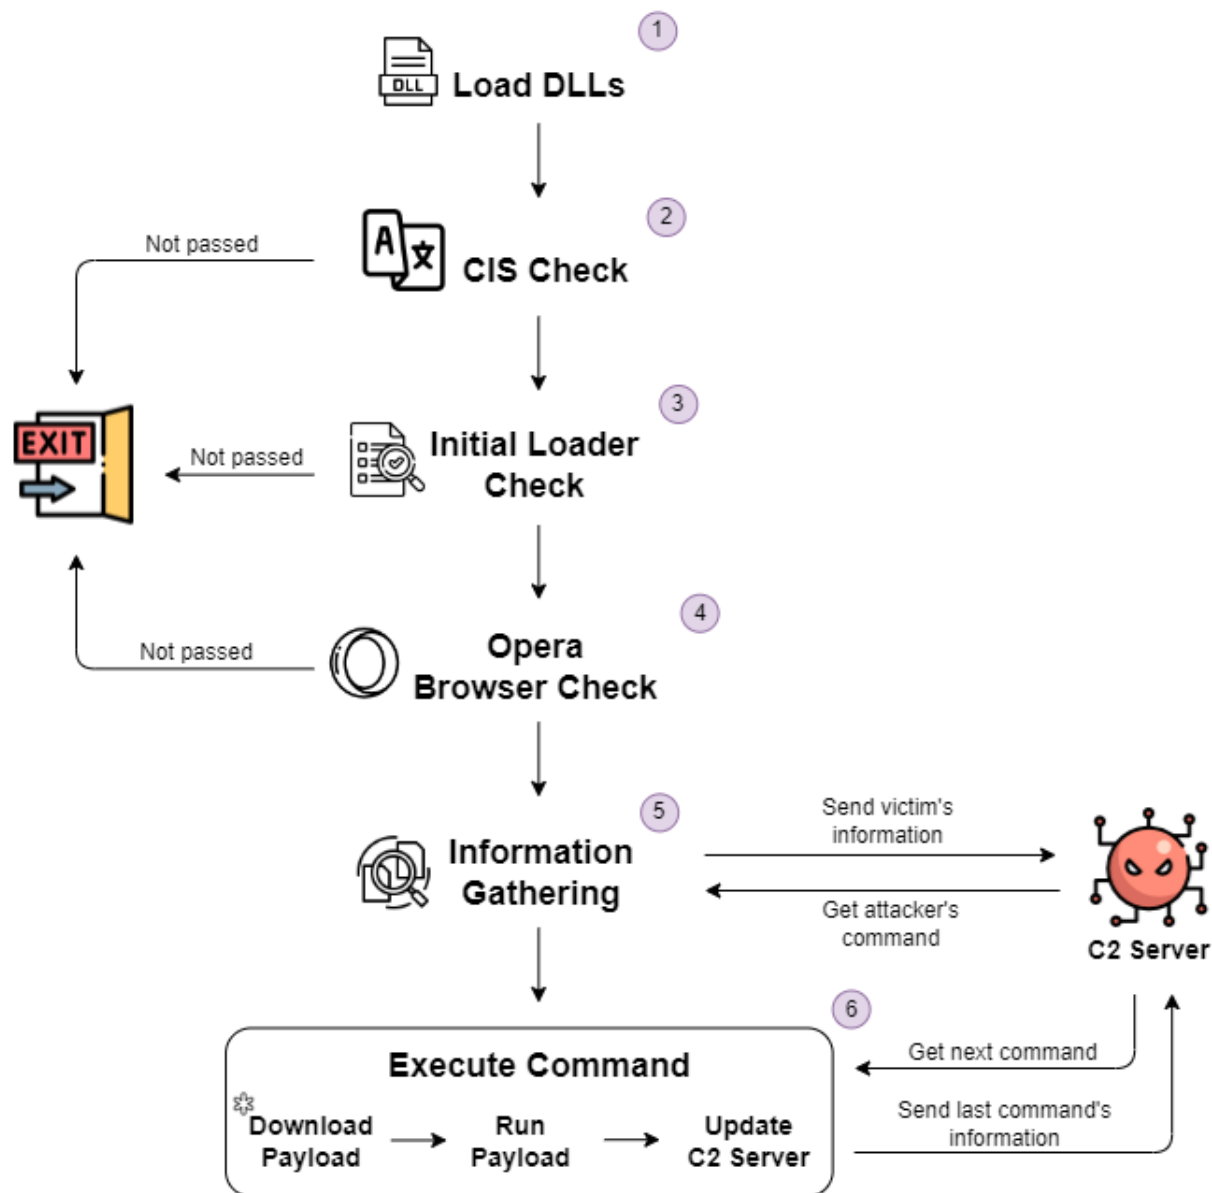 1
DLL
Load DLLs
2
Not passed
A 文
CIS Check
3
EXIT
Not passed
Initial Loader
Check
4
Not passed
Opera
Browser Check
5
Information
Gathering
Send victim's
information
Get attacker's
command
C2 Server
6
Execute Command
Get next command
Download
Payload
Run
Payload
Update
C2 Server
Send last command's
information